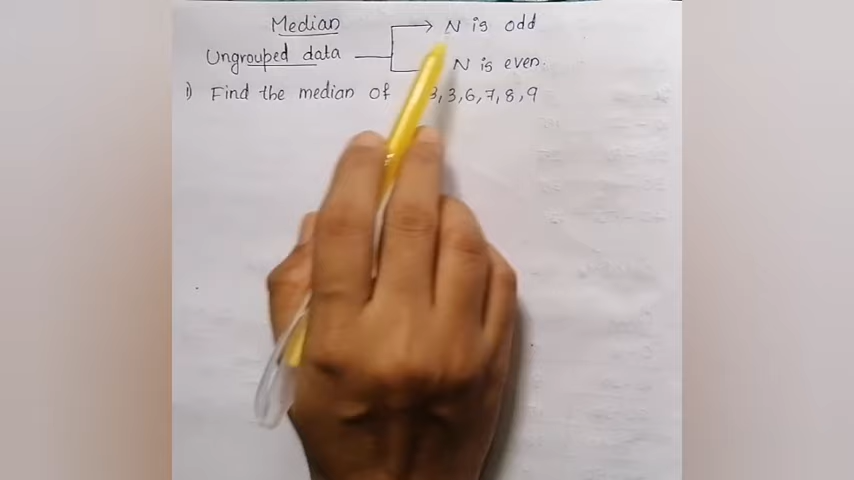 Median
N is odd
Ungrouped data
N is even.
1) Find the median of 3,3,6,7,8,9